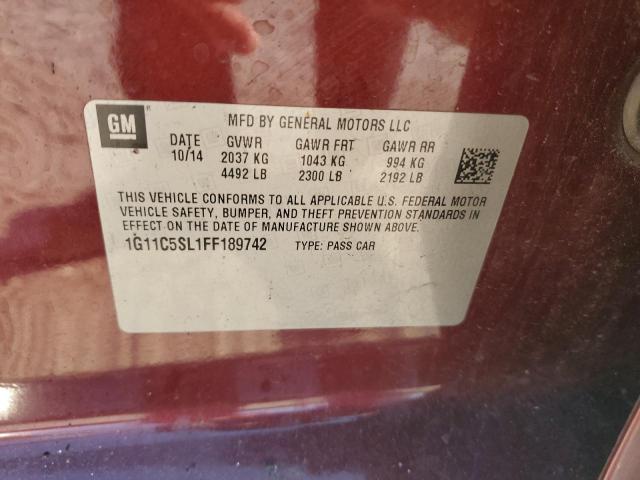 GM
MFD BY GENERAL MOTORS LLC
DATE GVWR GAWR FRT GAWR RR
10/14 2037 KG 1043 KG 994 KG
4492 LB 2300 LB 2192 LB
THIS VEHICLE CONFORMS TO ALL APPLICABLE U.S. FEDERAL MOTOR
VEHICLE SAFETY, BUMPER, AND THEFT PREVENTION STANDARDS IN
EFFECT ON THE DATE OF MANUFACTURE SHOWN ABOVE.
1G11C5SL1FF189742 TYPE: PASS CAR